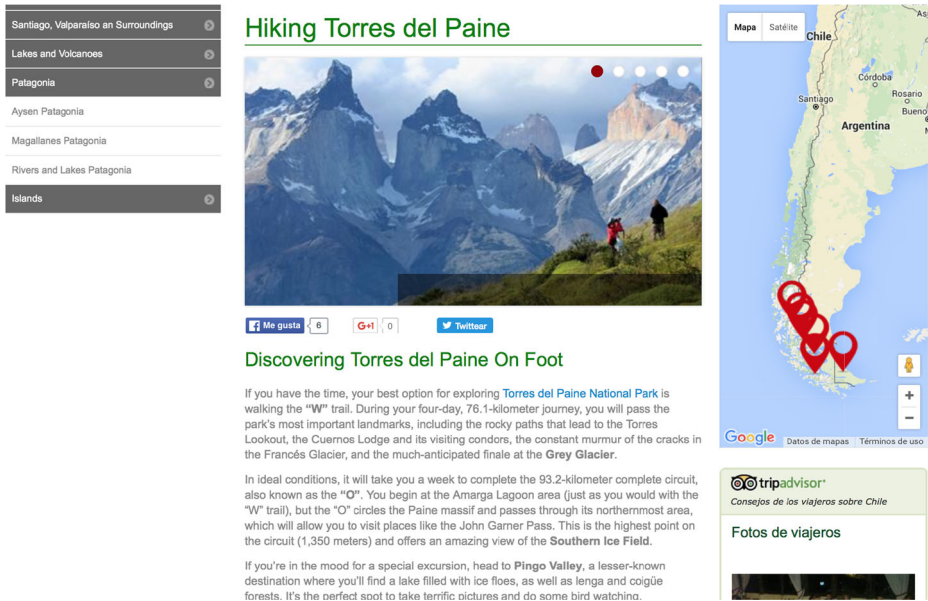 Santiago, Valparaíso an Surroundings
Lakes and Volcanoes
Patagonia
Aysen Patagonia
Magallanes Patagonia
Rivers and Lakes Patagonia
Islands
Hiking Torres del Paine
Me gusta
6
G+1
0
Twittear
Discovering Torres del Paine On Foot
If you have the time, your best option for exploring Torres del Paine National Park is
walking the “W” trail. During your four-day, 76.1-kilometer journey, you will pass the
park's most important landmarks, including the rocky paths that lead to the Torres
Lookout, the Cuernos Lodge and its visiting condors, the constant murmur of the cracks in
the Francés Glacier, and the much-anticipated finale at the Grey Glacier.
In ideal conditions, it will take you a week to complete the 93.2-kilometer complete circuit,
also known as the “O”. You begin at the Amarga Lagoon area (just as you would with the
“W” trail), but the “O” circles the Paine massif and passes through its northernmost area,
which will allow you to visit places like the John Garner Pass. This is the highest point on
the circuit (1,350 meters) and offers an amazing view of the Southern Ice Field.
If you're in the mood for a special excursion, head to Pingo Valley, a lesser-known
destination where you'll find a lake filled with ice floes, as well as lenga and coigüe
forests. It's the perfect spot to take terrific pictures and do some bird watching.
Mapa
Satélite
Chile
Córdoba
Rosario
Santiago
Argentina
+
−
Google
Datos de mapas
Términos de uso
tripadvisor
Consejos de los viajeros sobre Chile
Fotos de viajeros